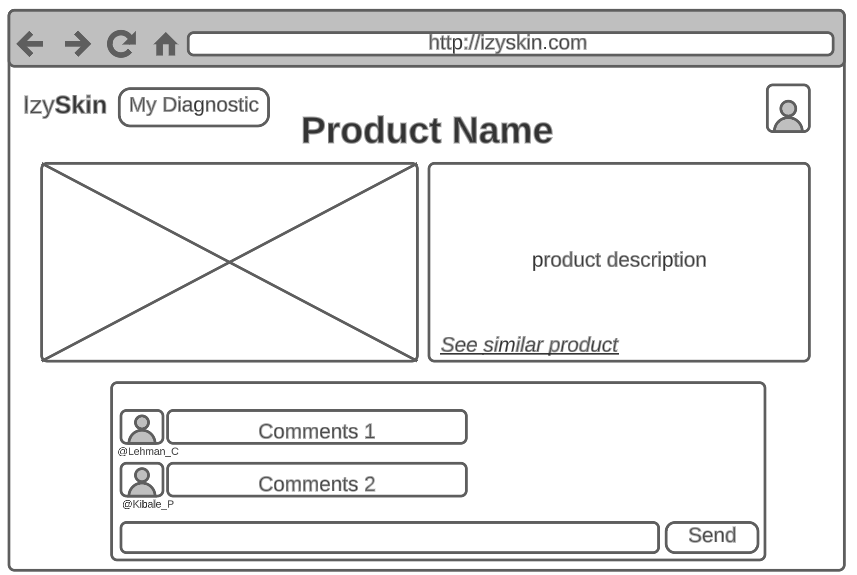 http://izyskin.com
IzySkin
My Diagnostic
Product Name
product description
See similar product
Comments 1
@Lehman_C
Comments 2
@Kibale_P
Send